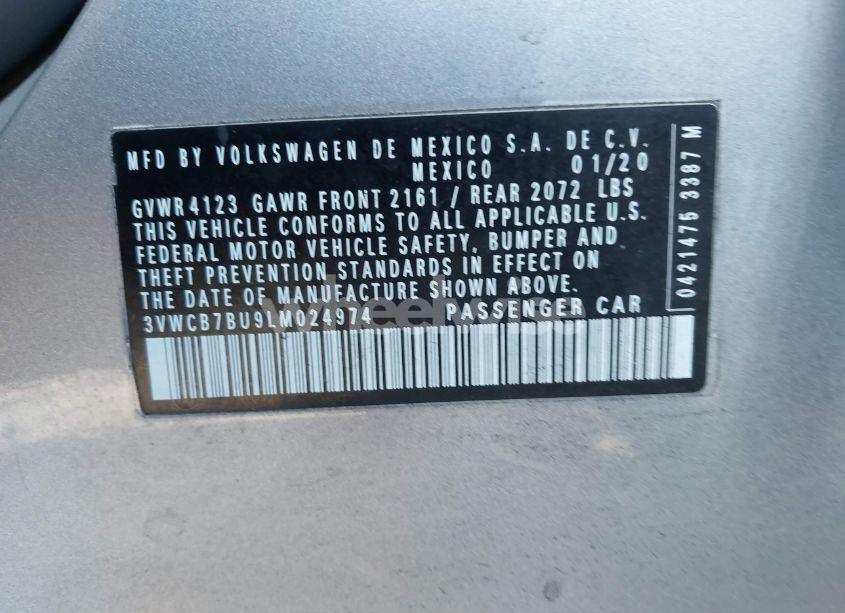 MFD BY VOLKSWAGEN DE MEXICO S.A. DE C.V.
MEXICO 01/20
GVWR4123 GAWR FRONT 2161 / REAR 2072 LBS
THIS VEHICLE CONFORMS TO ALL APPLICABLE U.S.
FEDERAL MOTOR VEHICLE SAFETY, BUMPER AND
THEFT PREVENTION STANDARDS IN EFFECT ON
THE DATE OF MANUFACTURE SHOWN ABOVE.
3VWCB7BU9LM024974 PASSENGER CAR
0421475 3387 M